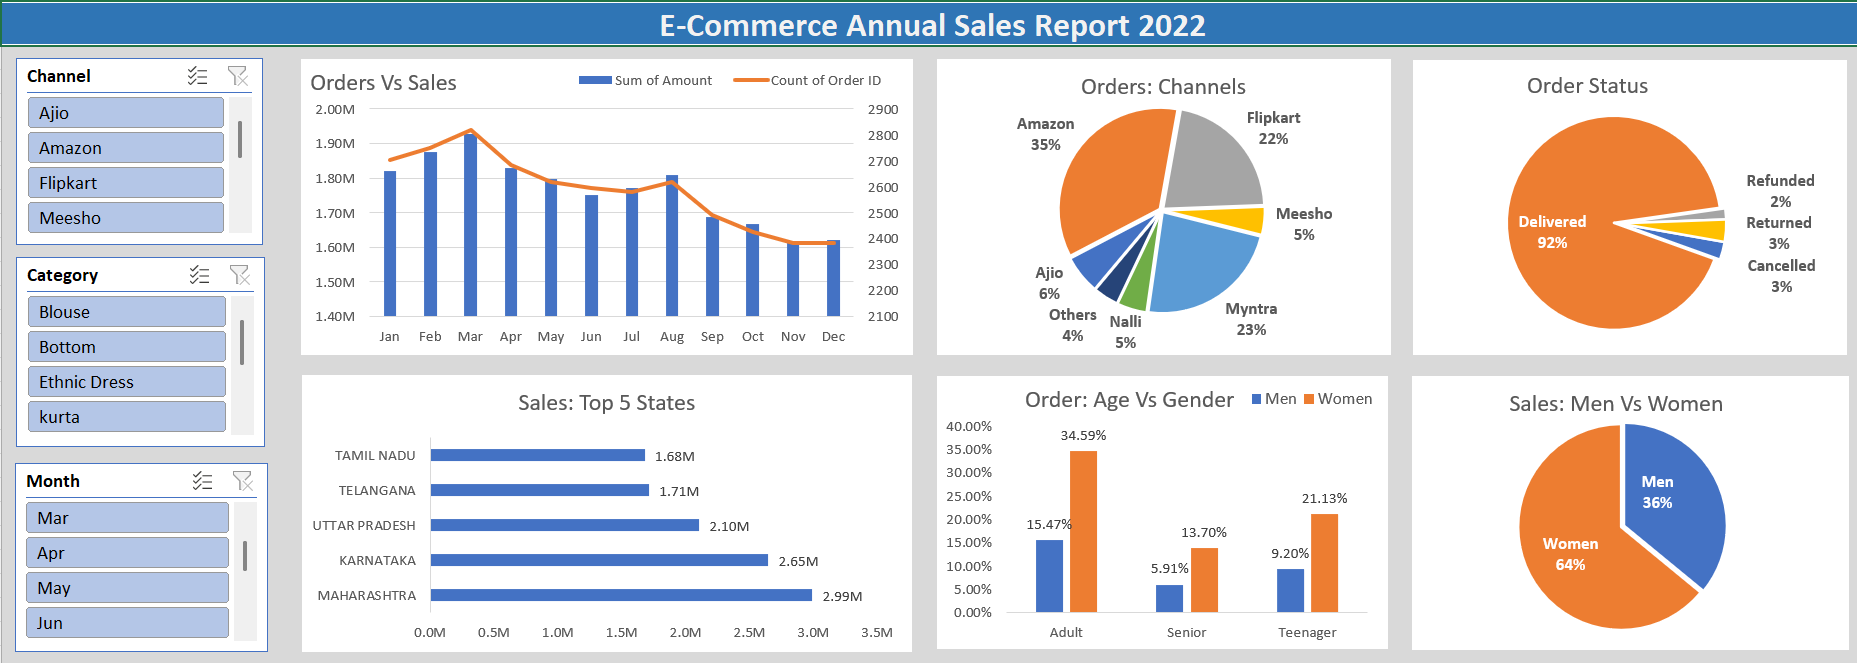 E-Commerce Annual Sales Report 2022
Channel
Ajio
Amazon
Flipkart
Meesho
Category
Blouse
Bottom
Ethnic Dress
kurta
Month
Mar
Apr
May
Jun
Orders Vs Sales
Sum of Amount
Count of Order ID
2.00M
1.90M
1.80M
1.70M
1.60M
1.50M
1.40M
2900
2800
2700
2600
2500
2400
2300
2200
2100
Jan Feb Mar Apr May Jun Jul Aug Sep Oct Nov Dec
Orders: Channels
Amazon
35%
Flipkart
22%
Meesho
5%
Myntra
23%
Nalli
5%
Others
4%
Ajio
6%
Order Status
Delivered
92%
Refunded
2%
Returned
3%
Cancelled
3%
Sales: Top 5 States
TAMIL NADU 1.68M
TELANGANA 1.71M
UTTAR PRADESH 2.10M
KARNATAKA 2.65M
MAHARASHTRA 2.99M
0.0M 0.5M 1.0M 1.5M 2.0M 2.5M 3.0M 3.5M
Order: Age Vs Gender
Men
Women
40.00%
35.00%
30.00%
25.00%
20.00%
15.00%
10.00%
5.00%
0.00%
15.47%
34.59%
5.91%
13.70%
9.20%
21.13%
Adult Senior Teenager
Sales: Men Vs Women
Men
36%
Women
64%